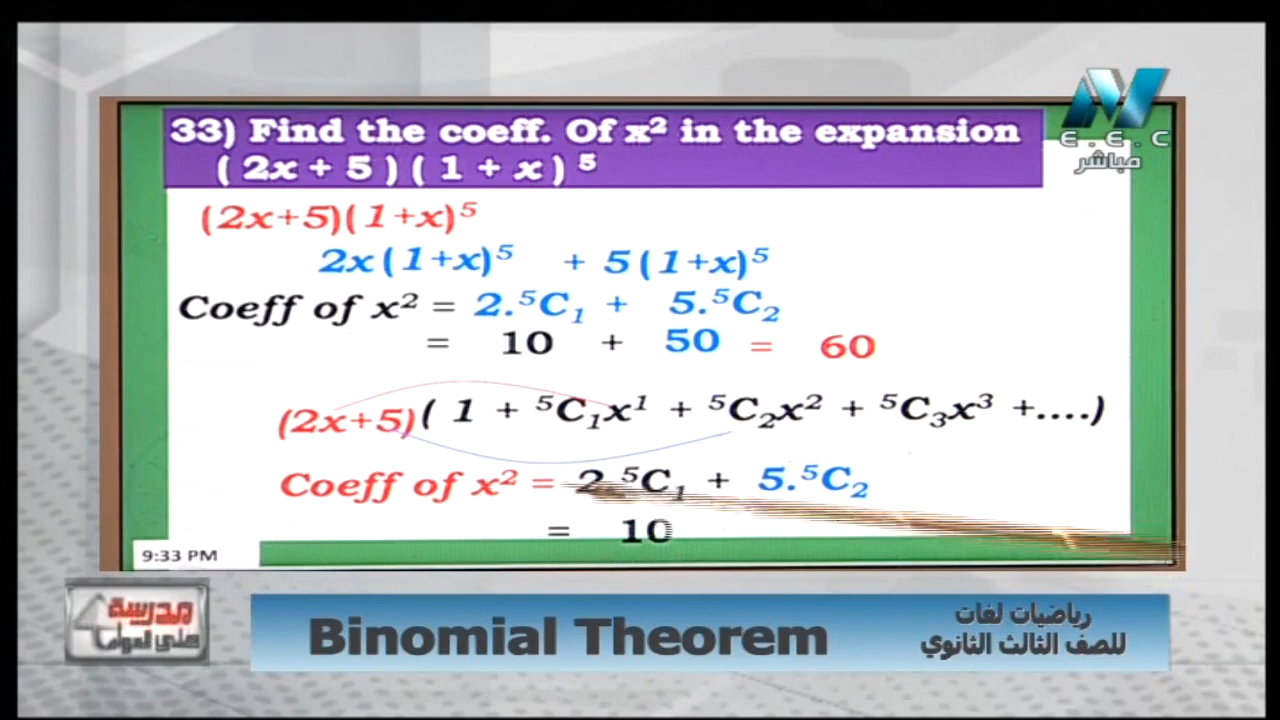 33) Find the coeff. Of x² in the expansion
( 2x + 5 ) ( 1 + x ) ⁵
E . E . C
مباشر
(2x+5)(1+x)⁵
2x(1+x)⁵ + 5(1+x)⁵
Coeff of x² = 2.⁵C₁ + 5.⁵C₂
= 10 + 50 = 60
(2x+5)( 1 + ⁵C₁x¹ + ⁵C₂x² + ⁵C₃x³ +....)
Coeff of x² = 2.⁵C₁ + 5.⁵C₂
= 10
9:33 PM
مدرسة
على الهواء
Binomial Theorem
رياضيات لغات
للصف الثالث الثانوي